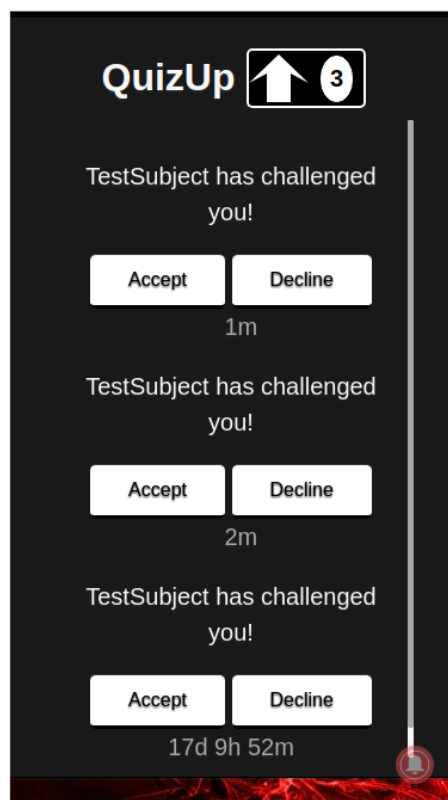 QuizUp 3
TestSubject has challenged
you!
Accept Decline
1m
TestSubject has challenged
you!
Accept Decline
2m
TestSubject has challenged
you!
Accept Decline
17d 9h 52m